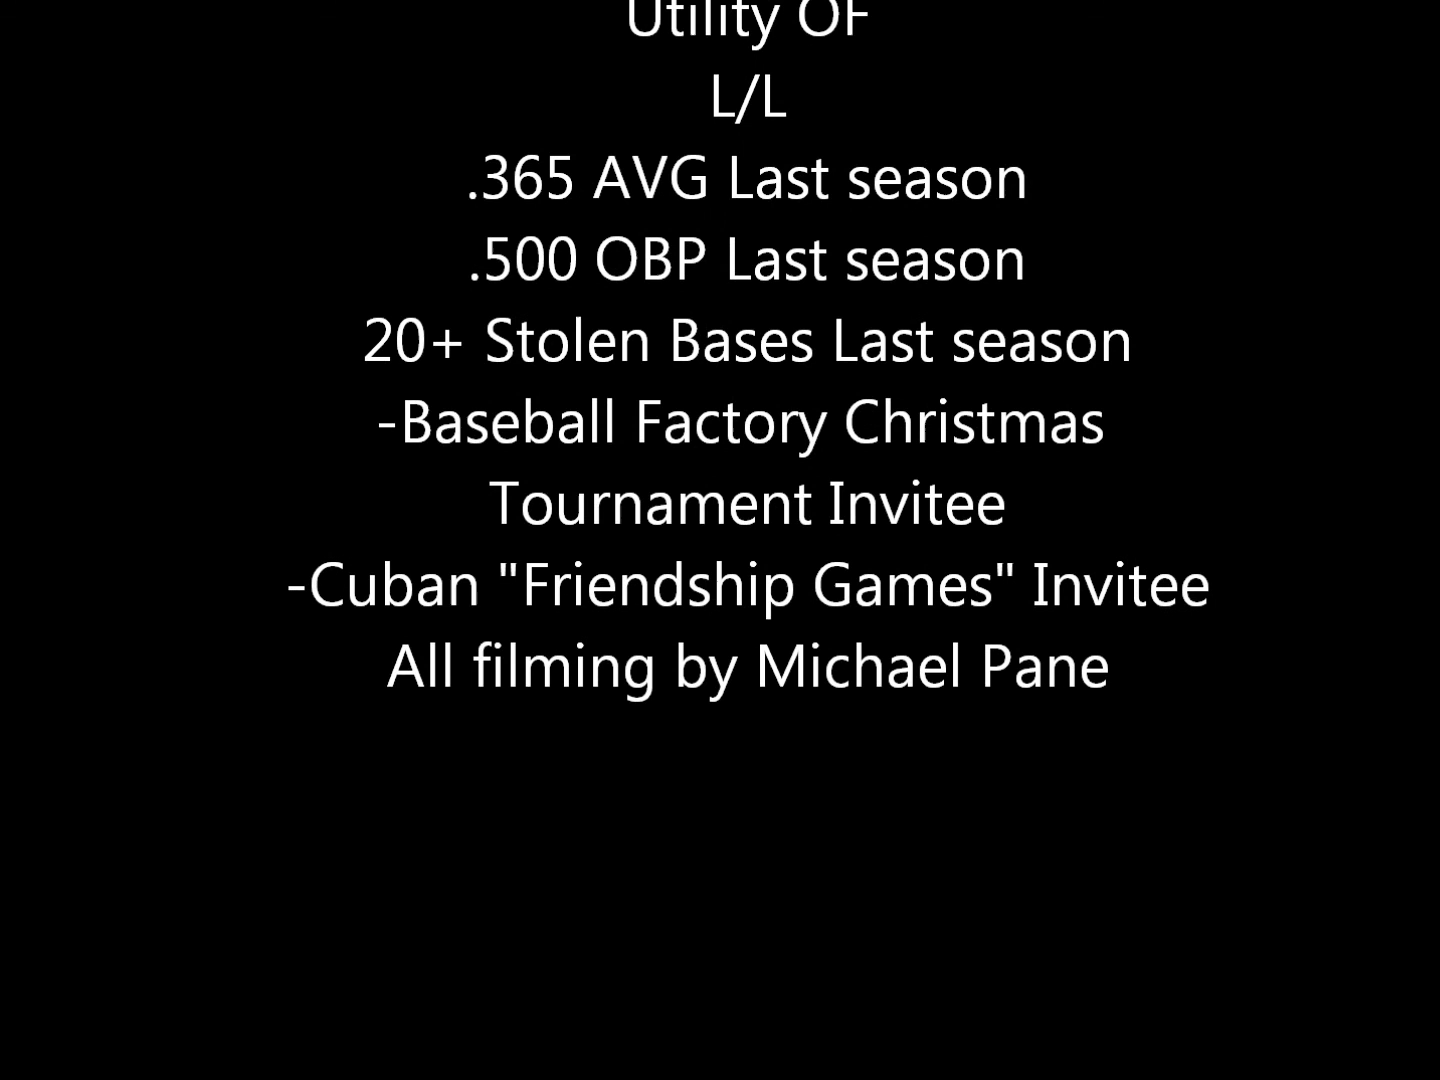 Utility OF
L/L
.365 AVG Last season
.500 OBP Last season
20+ Stolen Bases Last season
-Baseball Factory Christmas
Tournament Invitee
-Cuban "Friendship Games" Invitee
All filming by Michael Pane